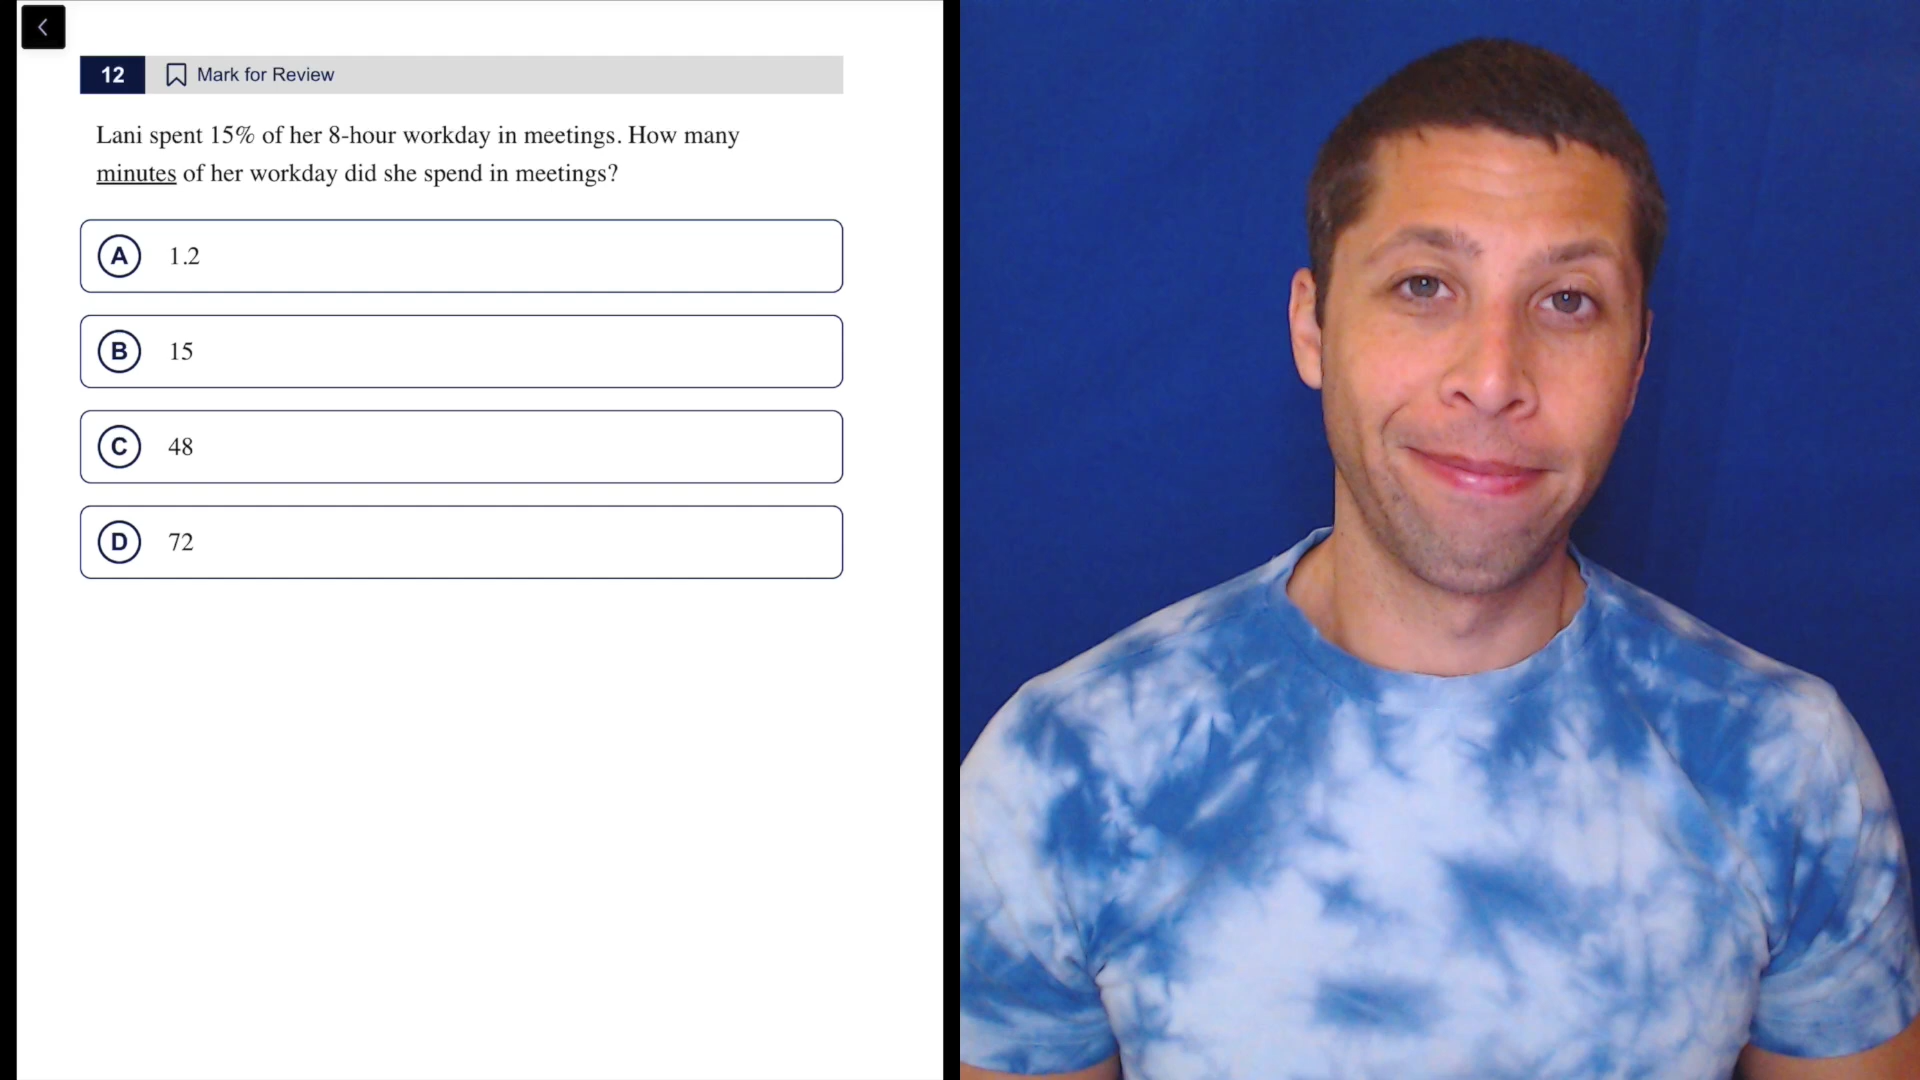 12 Mark for Review
Lani spent 15% of her 8-hour workday in meetings. How many
minutes of her workday did she spend in meetings?
A 1.2
B 15
C 48
D 72